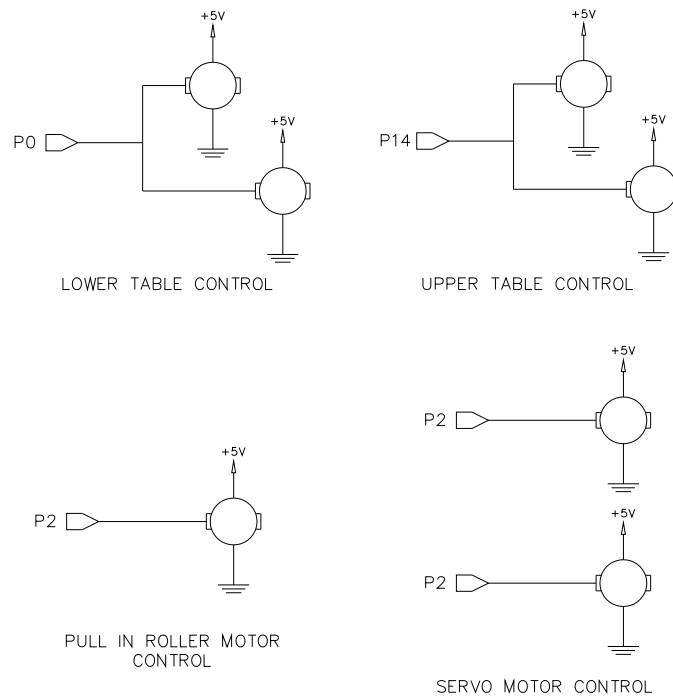 +5V
+5V
P0
LOWER TABLE CONTROL
+5V
+5V
P14
UPPER TABLE CONTROL
+5V
P2
PULL IN ROLLER MOTOR
CONTROL
+5V
P2
+5V
P2
SERVO MOTOR CONTROL